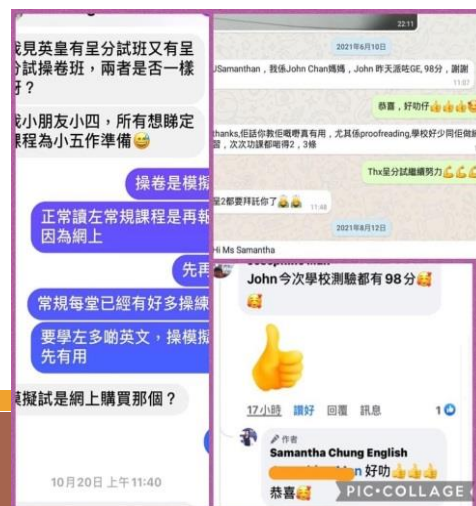 我見英皇有呈分試班又有呈
分試操卷班，兩者是否一樣
呀？
我小朋友小四，所有想睇定
課程為小五作準備😅
操卷是模擬
正常讀左常規課程是再報
因為網上
先再
常規每堂已經有好多操練
要學左多啲英文，操模擬
先有用
模擬試是網上購買那個？
10月20日 上午11:40
22:11
2021年6月10日
Samanthan，我係John Chan媽媽，John 昨天派咗GE, 98分，謝謝
11:07
恭喜，好叻仔👍👍👍
thanks,佢話你教佢嘅嘢真有用，尤其係proofreading,學校好少同佢做
習，次次功課都啱得2，3條
Thx呈分試繼續努力💪💪💪
呈2都要拜託你了🙇🙇 11:48
2021年8月12日
Hi Ms Samantha
John今次學校測驗都有98分🥰
🥰
👍
17小時 讚好 回覆 訊息 1
作者
Samantha Chung English
好叻👍👍👍
恭喜🥰
PIC•COLLAGE